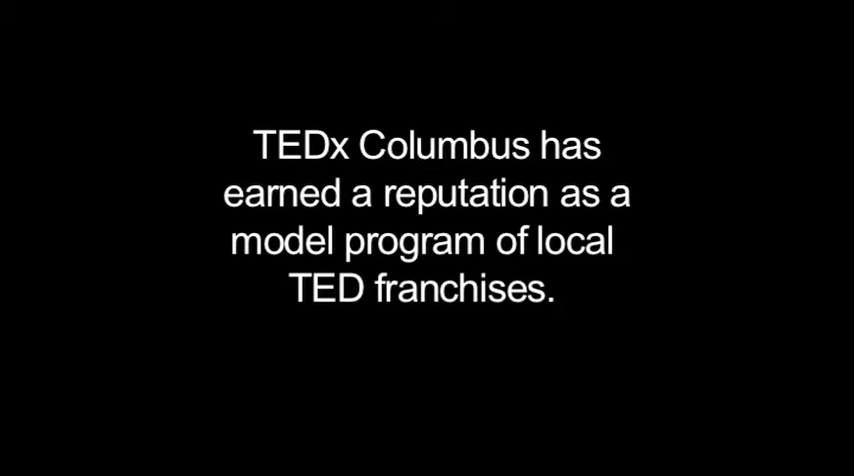 TEDx Columbus has
earned a reputation as a
model program of local
TED franchises.